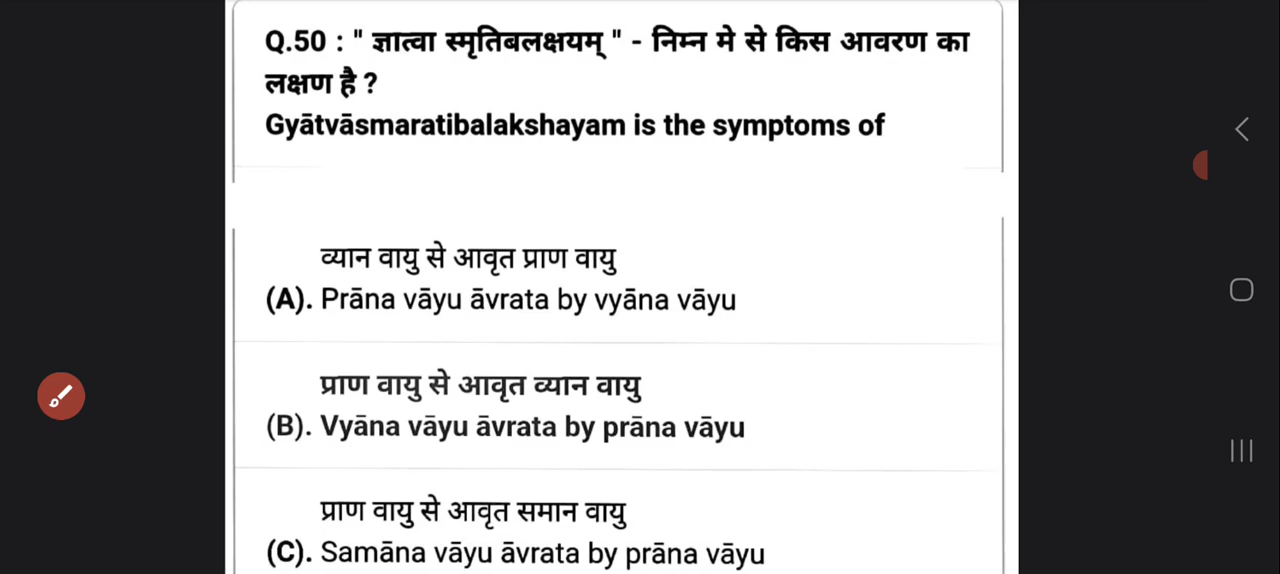 Q.50 : " ज्ञात्वा स्मृतिबलक्षयम् " - निम्न मे से किस आवरण का
लक्षण है ?
Gyātvāsmaratibalakshayam is the symptoms of
व्यान वायु से आवृत प्राण वायु
(A). Prāna vāyu āvrata by vyāna vāyu
प्राण वायु से आवृत व्यान वायु
(B). Vyāna vāyu āvrata by prāna vāyu
प्राण वायु से आवृत समान वायु
(C). Samāna vāyu āvrata by prāna vāyu